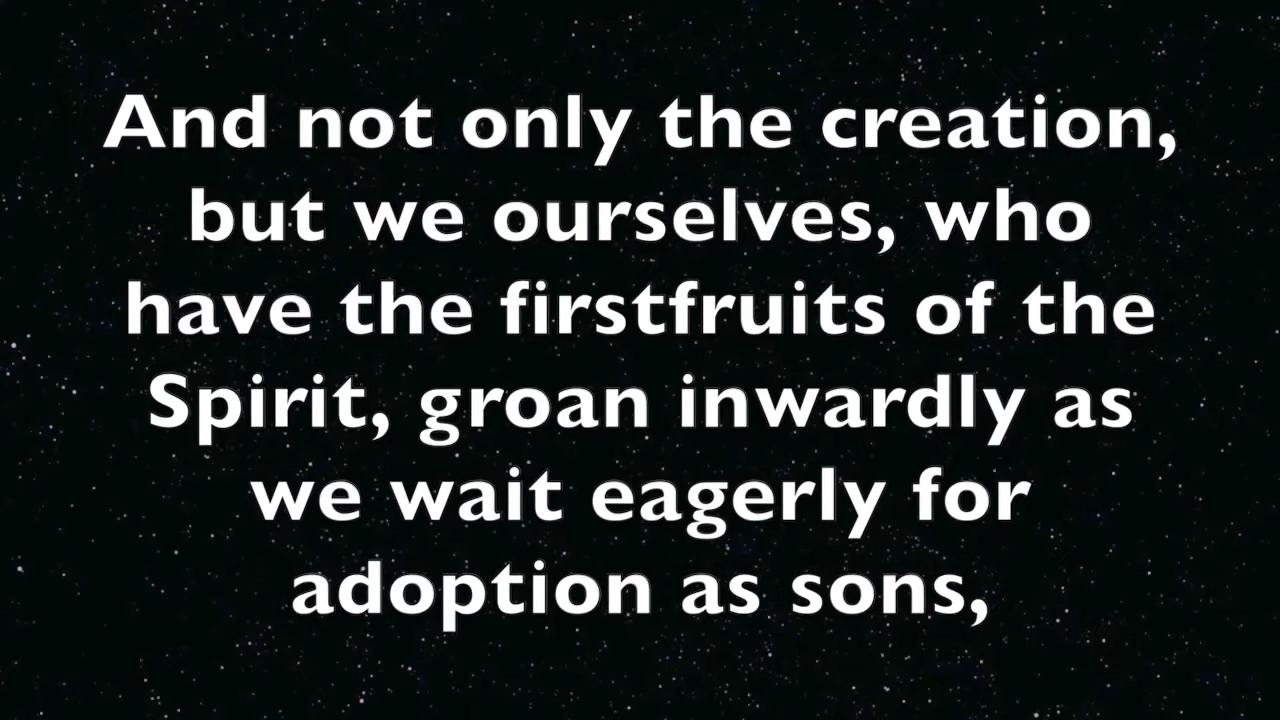 And not only the creation,
but we ourselves, who
have the firstfruits of the
Spirit, groan inwardly as
we wait eagerly for
adoption as sons,